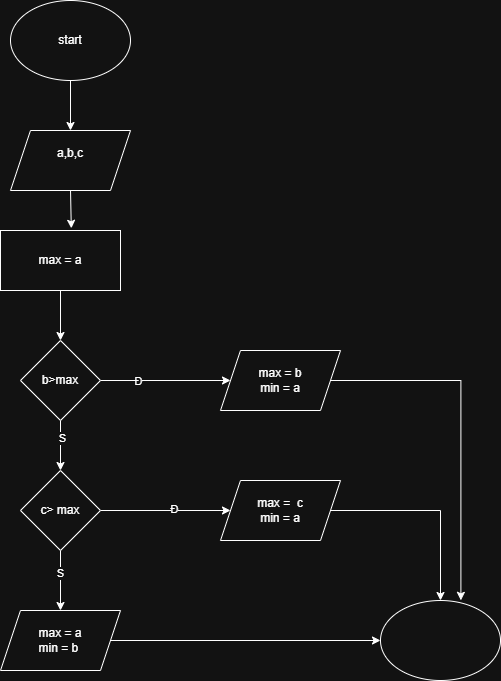 start
a,b,c
max = a
b>max
D
max = b
min = a
S
c> max
D
max =  c
min = a
S
max = a
min = b